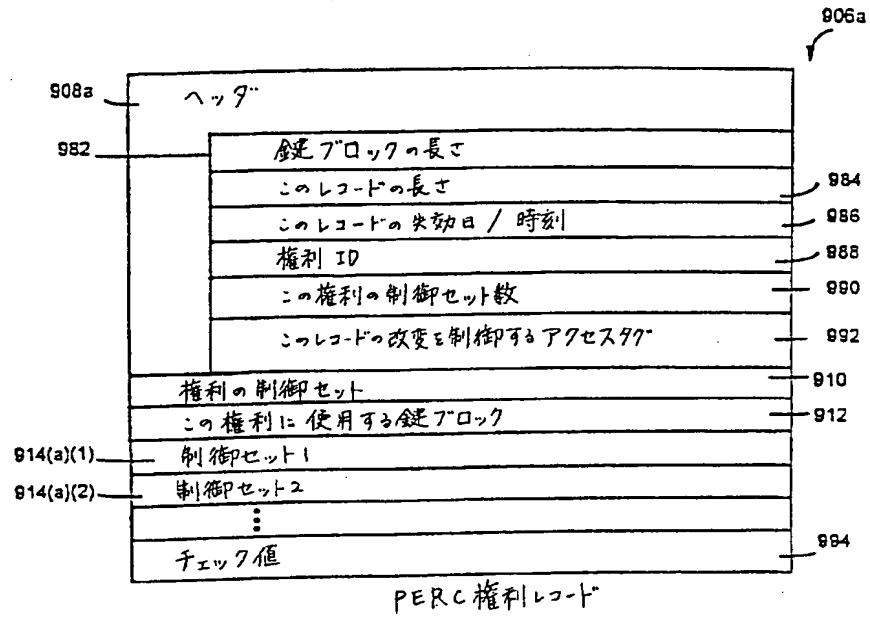 906a
908a ヘッダ
982 鍵ブロックの長さ
このレコードの長さ 984
このレコードの失効日 / 時刻 986
権利 ID 988
この権利の制御セット数 990
このレコードの改変を制御するアクセスタグ 992
権利の制御セット 910
この権利に使用する鍵ブロック 912
914(a)(1) 制御セット1
914(a)(2) 制御セット2
⋮
チェック値 994
PERC権利レコード